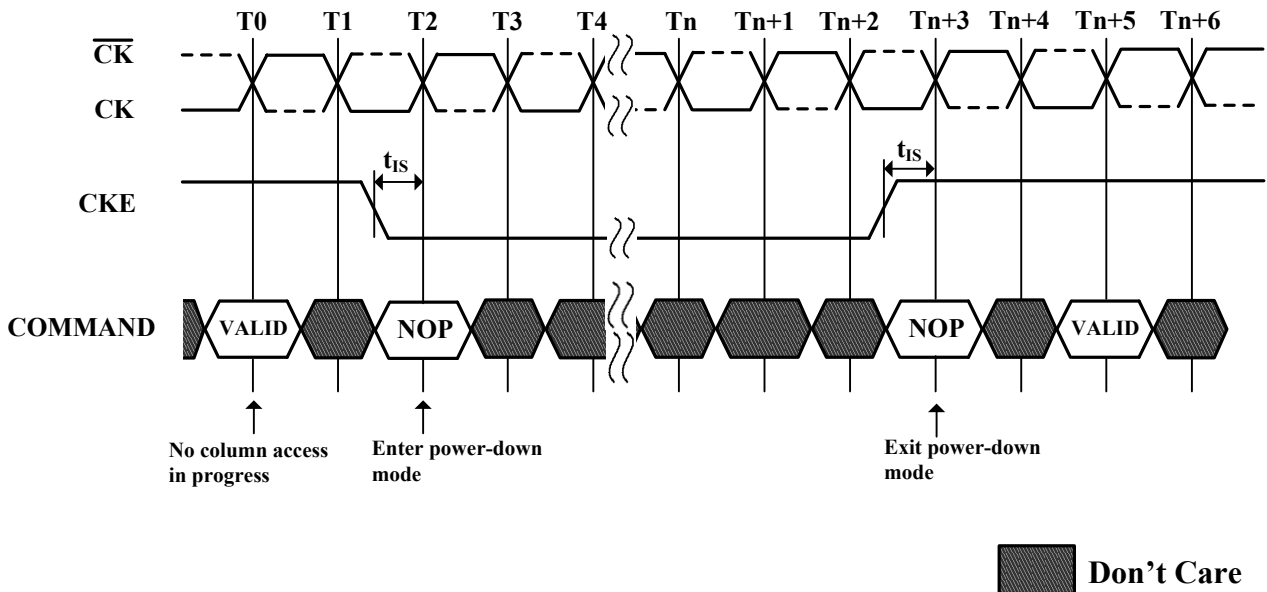 T0 T1 T2 T3 T4 Tn Tn+1 Tn+2 Tn+3 Tn+4 Tn+5 Tn+6
CK
CK
tIS tIS
CKE
COMMAND VALID NOP NOP VALID
No column access
in progress
Enter power-down
mode
Exit power-down
mode
Don't Care